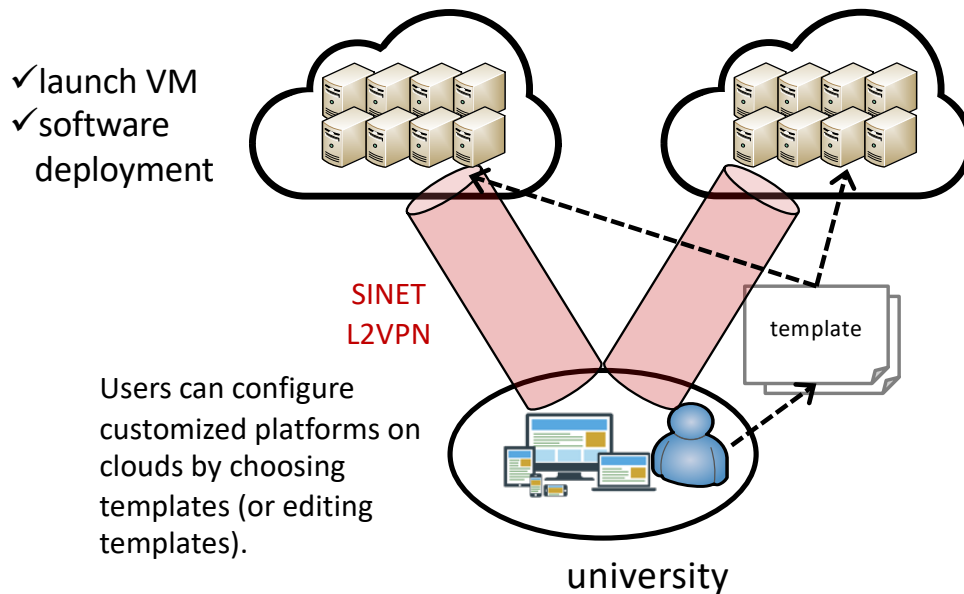 ✓launch VM
✓software
deployment
SINET
L2VPN
template
Users can configure
customized platforms on
clouds by choosing
templates (or editing
templates).
university